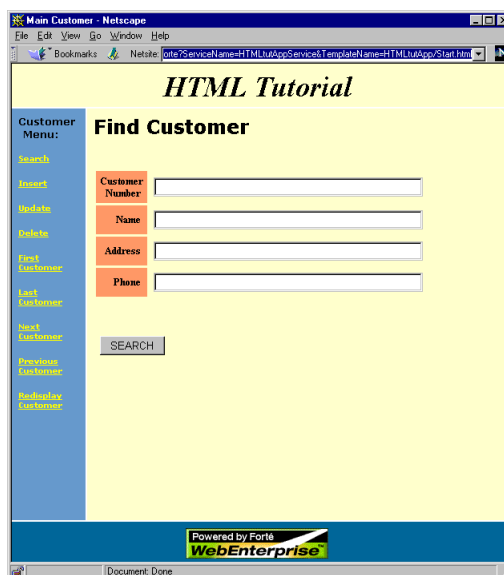 Main Customer - Netscape
File Edit View Go Window Help
Bookmarks Netsite: orte?ServiceName=HTMLtutAppService&TemplateName=HTMLtutApp/Start.html
HTML Tutorial
Customer
Menu:
Search
Insert
Update
Delete
First
Customer
Last
Customer
Next
Customer
Previous
Customer
Redisplay
Customer
Find Customer
Customer
Number
Name
Address
Phone
SEARCH
Powered by Forté
WebEnterprise
Document: Done